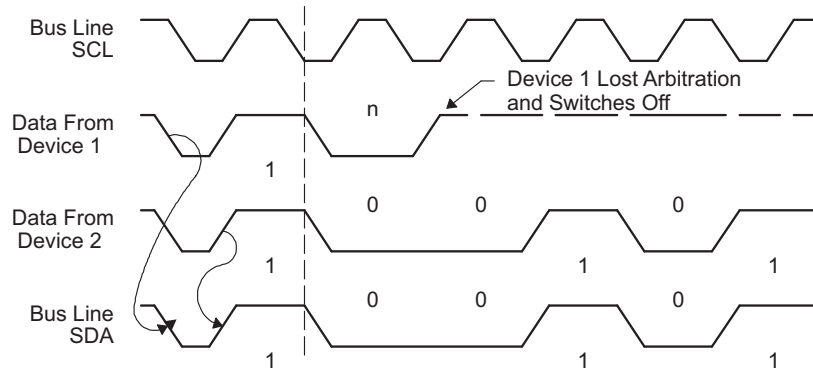 Bus Line
SCL
Device 1 Lost Arbitration
and Switches Off
n
Data From
Device 1
1
0 0 0
Data From
Device 2
1 1 1
0 0 0
Bus Line
SDA
1 1 1